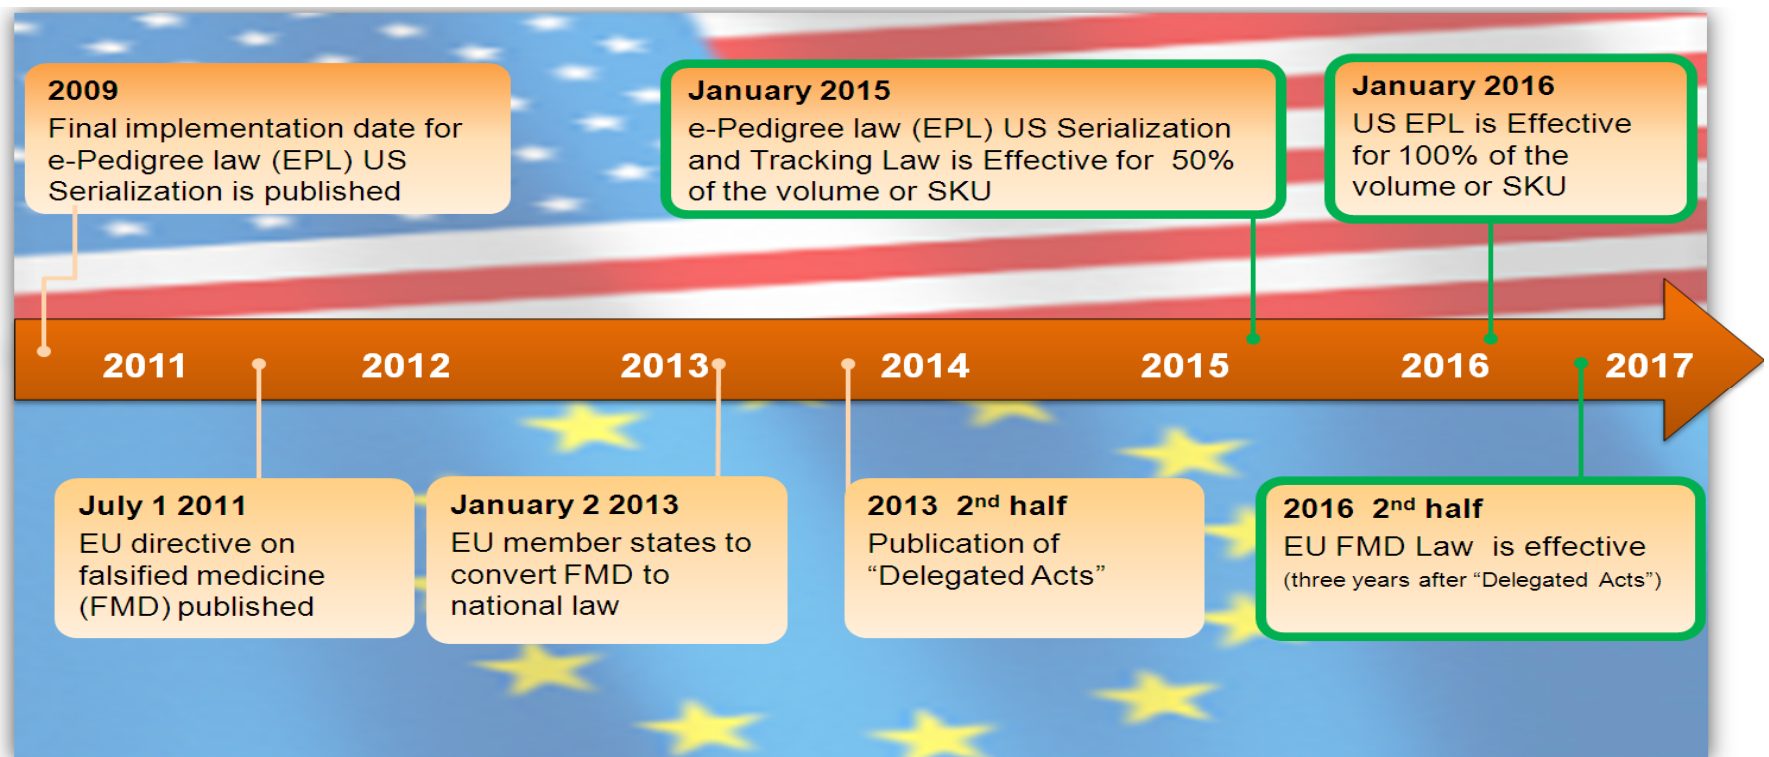 2009
Final implementation date for
e-Pedigree law (EPL) US
Serialization is published
January 2015
e-Pedigree law (EPL) US Serialization
and Tracking Law is Effective for 50%
of the volume or SKU
January 2016
US EPL is Effective
for 100% of the
volume or SKU
2011 2012 2013 2014 2015 2016 2017
July 1 2011
EU directive on
falsified medicine
(FMD) published
January 2 2013
EU member states to
convert FMD to
national law
2013 2nd half
Publication of
“Delegated Acts”
2016 2nd half
EU FMD Law is effective
(three years after “Delegated Acts”)